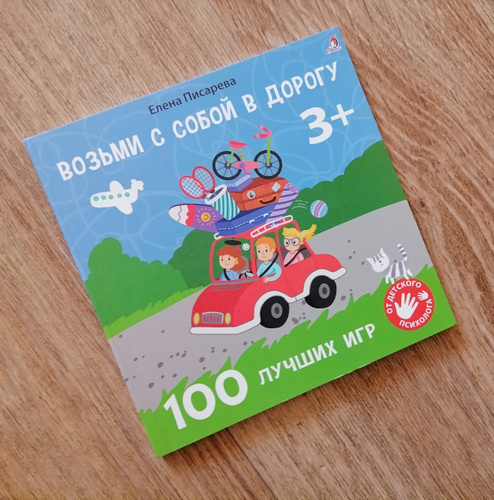 Елена Писарева
ВОЗЬМИ С СОБОЙ В ДОРОГУ
3+
ОТ ДЕТСКОГО
ПСИХОЛОГА
100 ЛУЧШИХ ИГР